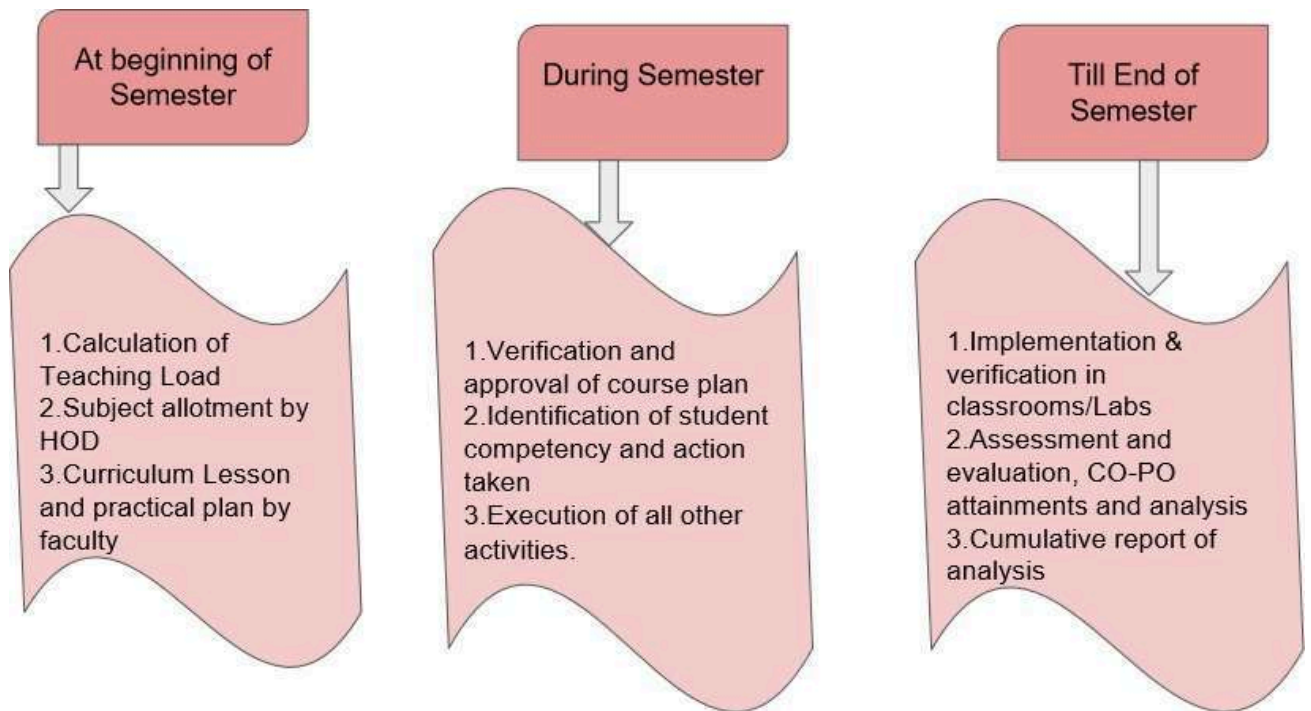 At beginning of
Semester
1.Calculation of
Teaching Load
2.Subject allotment by
HOD
3.Curriculum Lesson
and practical plan by
faculty
During Semester
1.Verification and
approval of course plan
2.Identification of student
competency and action
taken
3.Execution of all other
activities.
Till End of
Semester
1.Implementation &
verification in
classrooms/Labs
2.Assessment and
evaluation, CO-PO
attainments and analysis
3.Cumulative report of
analysis